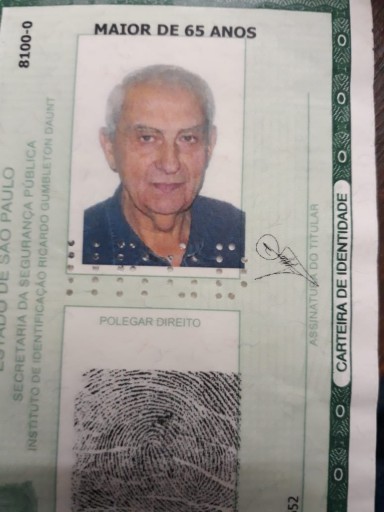 MAIOR DE 65 ANOS
8100-0
ESTADO DE SÃO PAULO
SECRETARIA DA SEGURANÇA PÚBLICA
INSTITUTO DE IDENTIFICAÇÃO RICARDO GUMBLETON DAUNT
POLEGAR DIREITO
ASSINATURA DO TITULAR
CARTEIRA DE IDENTIDADE
52